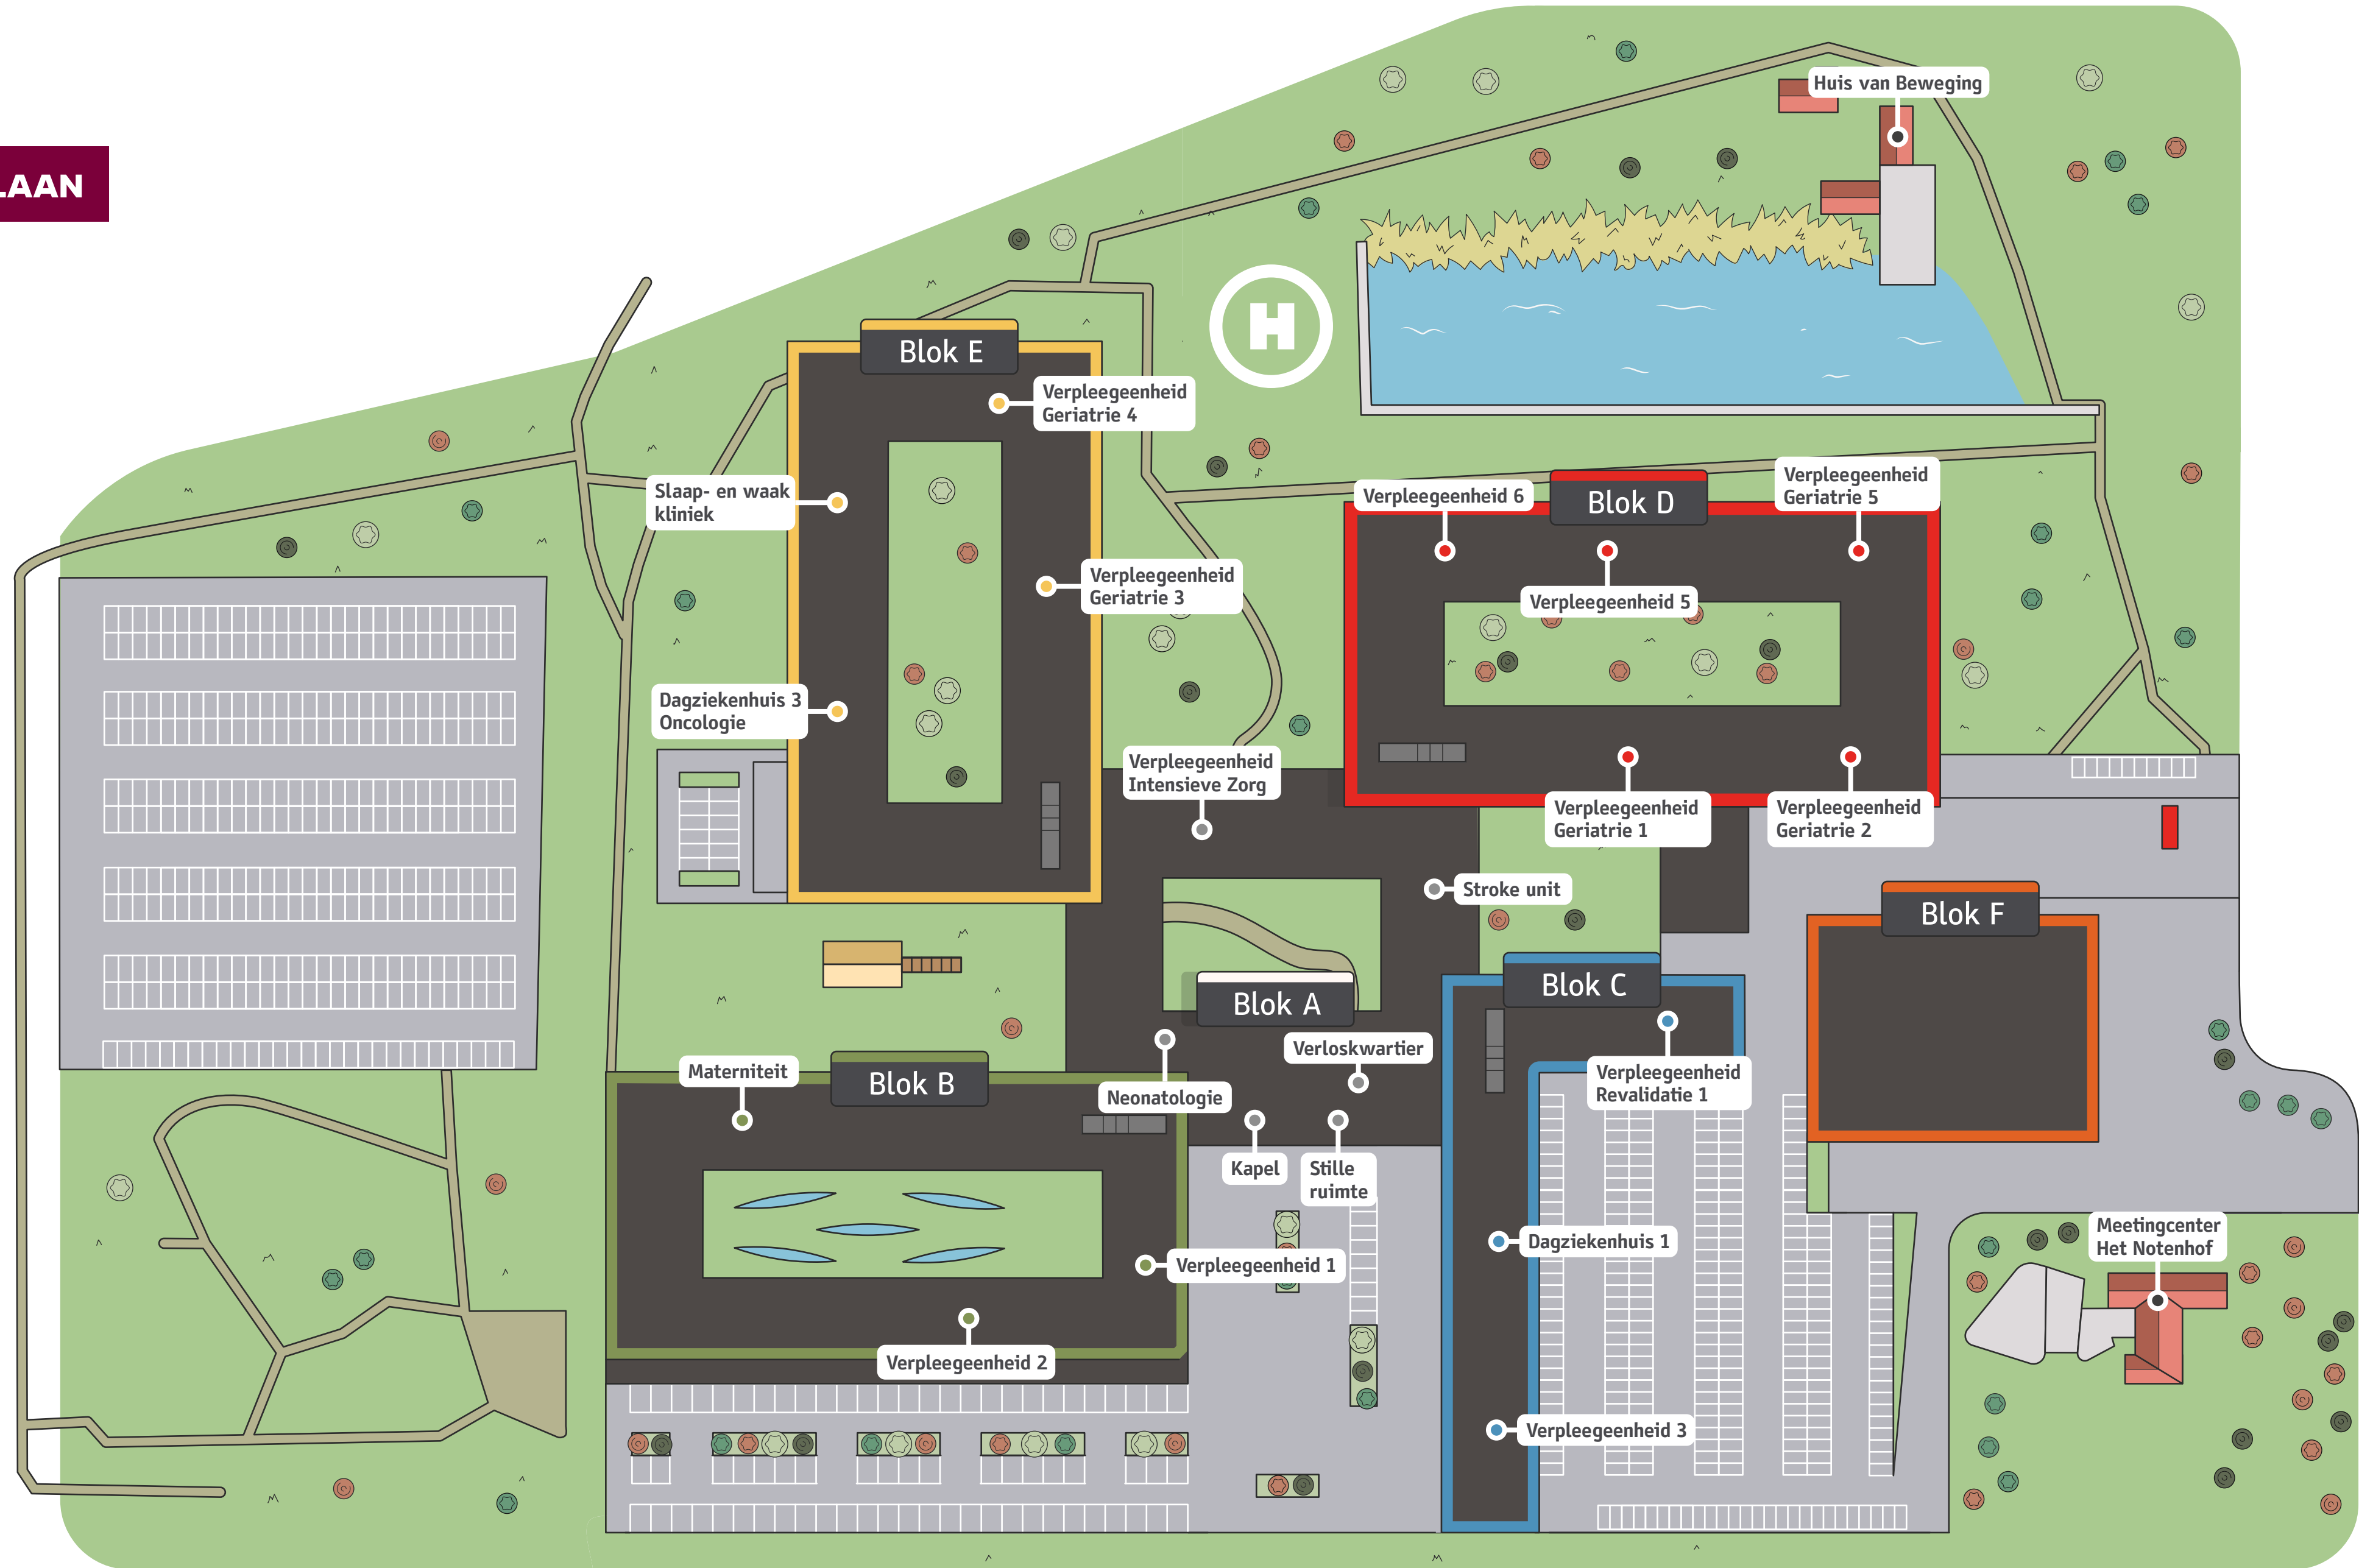 Huis van Beweging
LAAN
H
Blok E
Verpleegeenheid
Geriatrie 4
Slaap- en waak
kliniek
Verpleegeenheid
Geriatrie 3
Dagziekenhuis 3
Oncologie
Blok D
Verpleegeenheid 6
Verpleegeenheid
Geriatrie 5
Verpleegeenheid 5
Verpleegeenheid
Geriatrie 1
Verpleegeenheid
Geriatrie 2
Verpleegeenheid
Intensieve Zorg
Stroke unit
Blok A
Neonatologie
Verloskwartier
Kapel
Stille
ruimte
Blok B
Materniteit
Verpleegeenheid 1
Verpleegeenheid 2
Blok C
Verpleegeenheid
Revalidatie 1
Dagziekenhuis 1
Verpleegeenheid 3
Blok F
Meetingcenter
Het Notenhof